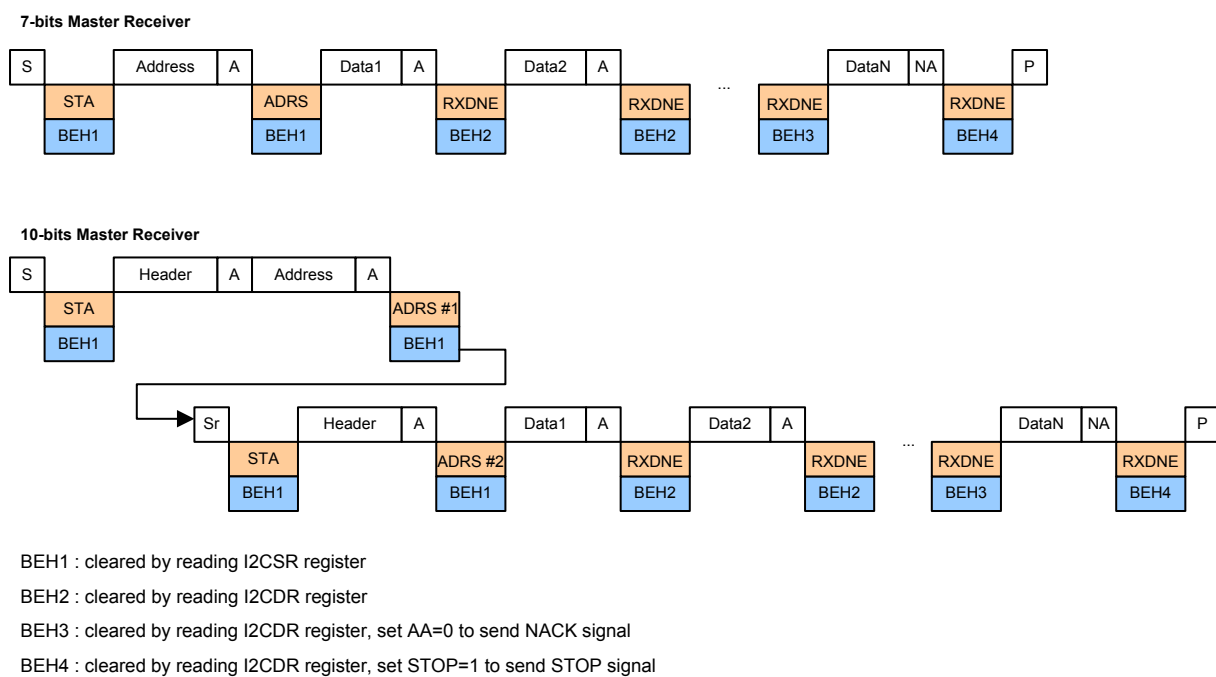 7-bits Master Receiver
S Address A Data1 A Data2 A DataN NA P
...
STA ADRS RXDNE RXDNE RXDNE RXDNE
BEH1 BEH1 BEH2 BEH2 BEH3 BEH4
10-bits Master Receiver
S Header A Address A
STA ADRS #1
BEH1 BEH1
Sr Header A Data1 A Data2 A DataN NA P
...
STA ADRS #2 RXDNE RXDNE RXDNE RXDNE
BEH1 BEH1 BEH2 BEH2 BEH3 BEH4
BEH1 : cleared by reading I2CSR register
BEH2 : cleared by reading I2CDR register
BEH3 : cleared by reading I2CDR register, set AA=0 to send NACK signal
BEH4 : cleared by reading I2CDR register, set STOP=1 to send STOP signal